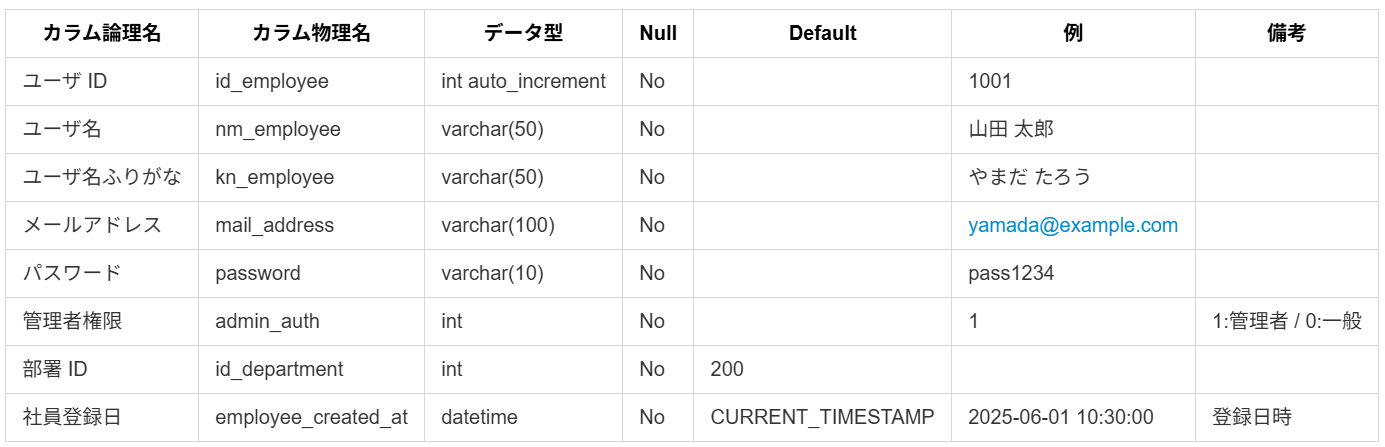 カラム論理名 カラム物理名 データ型 Null Default 例 備考
ユーザ ID id_employee int auto_increment No 1001
ユーザ名 nm_employee varchar(50) No 山田 太郎
ユーザ名ふりがな kn_employee varchar(50) No やまだ たろう
メールアドレス mail_address varchar(100) No yamada@example.com
パスワード password varchar(10) No pass1234
管理者権限 admin_auth int No 1 1:管理者 / 0:一般
部署 ID id_department int No 200
社員登録日 employee_created_at datetime No CURRENT_TIMESTAMP 2025-06-01 10:30:00 登録日時